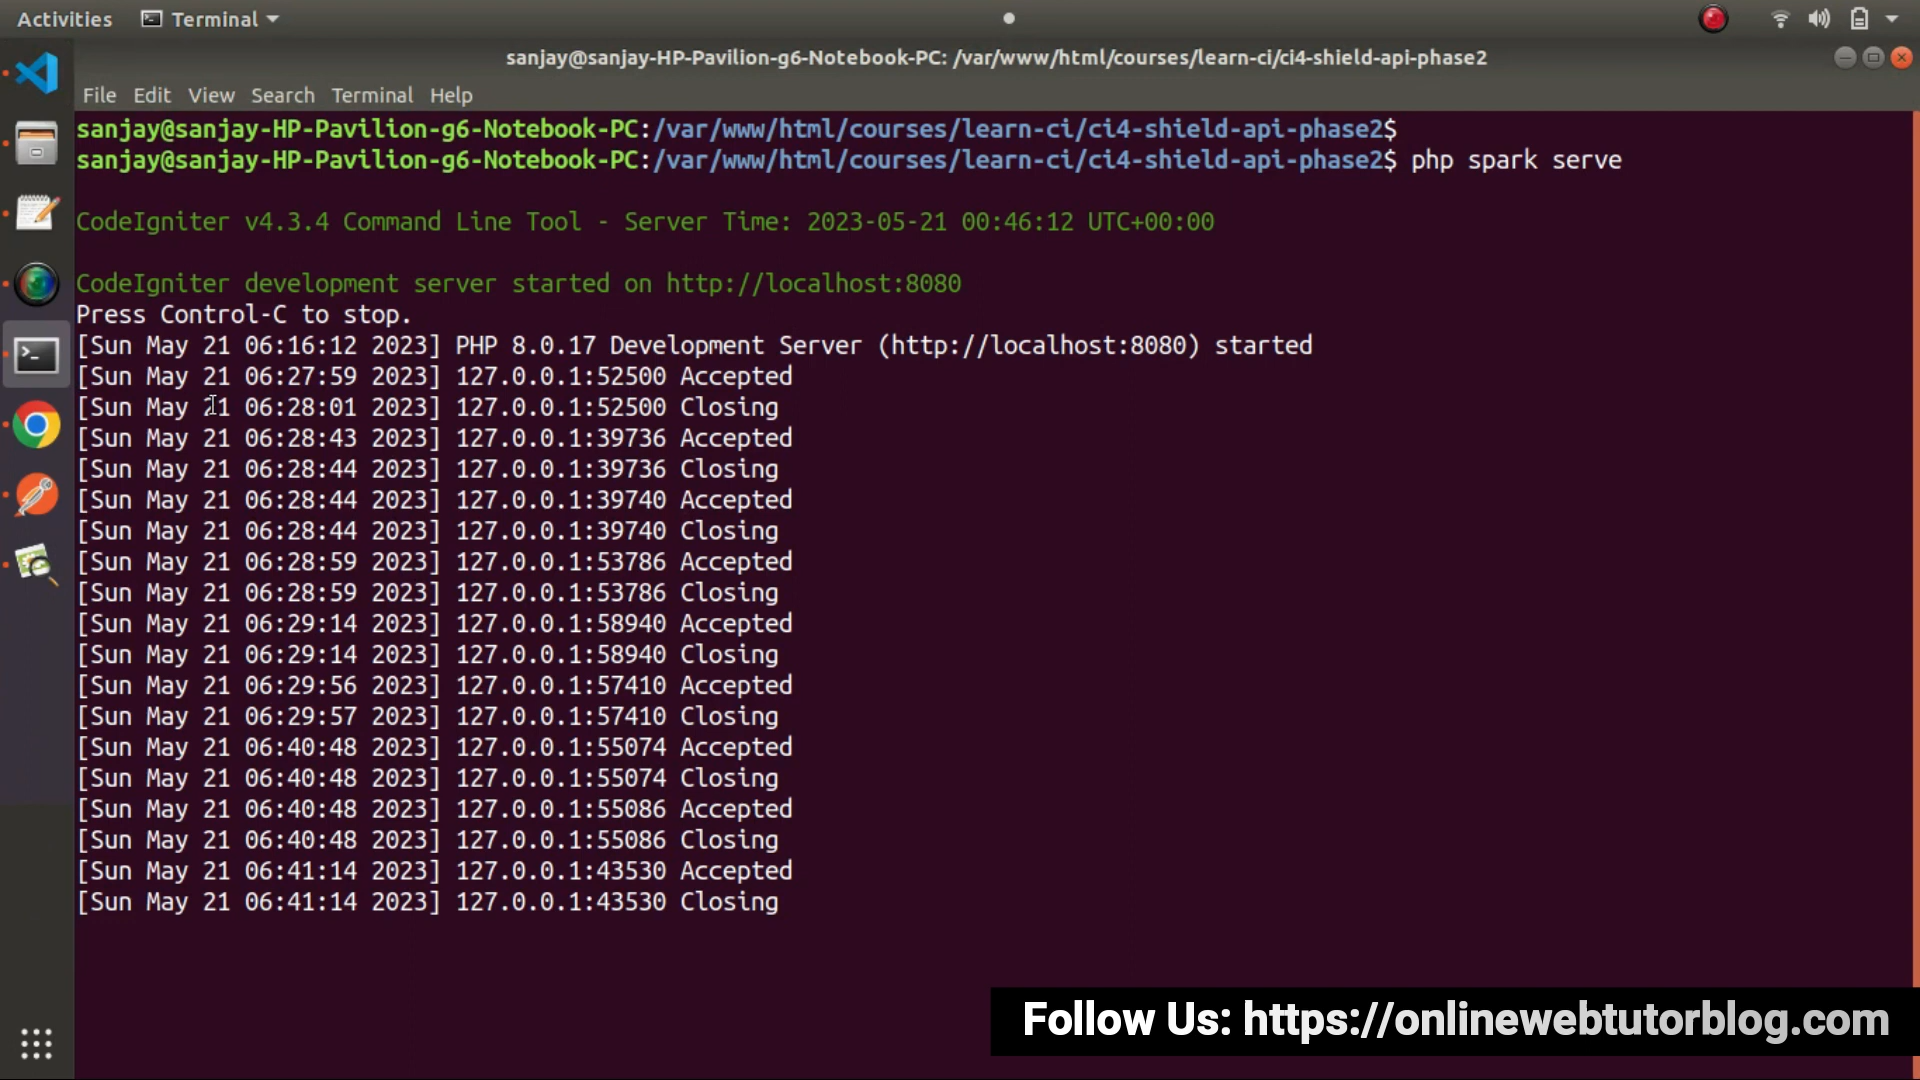 Activities Terminal
sanjay@sanjay-HP-Pavilion-g6-Notebook-PC: /var/www/html/courses/learn-ci/ci4-shield-api-phase2
File Edit View Search Terminal Help
sanjay@sanjay-HP-Pavilion-g6-Notebook-PC:/var/www/html/courses/learn-ci/ci4-shield-api-phase2$
sanjay@sanjay-HP-Pavilion-g6-Notebook-PC:/var/www/html/courses/learn-ci/ci4-shield-api-phase2$ php spark serve
CodeIgniter v4.3.4 Command Line Tool - Server Time: 2023-05-21 00:46:12 UTC+00:00
CodeIgniter development server started on http://localhost:8080
Press Control-C to stop.
[Sun May 21 06:16:12 2023] PHP 8.0.17 Development Server (http://localhost:8080) started
[Sun May 21 06:27:59 2023] 127.0.0.1:52500 Accepted
[Sun May 21 06:28:01 2023] 127.0.0.1:52500 Closing
[Sun May 21 06:28:43 2023] 127.0.0.1:39736 Accepted
[Sun May 21 06:28:44 2023] 127.0.0.1:39736 Closing
[Sun May 21 06:28:44 2023] 127.0.0.1:39740 Accepted
[Sun May 21 06:28:44 2023] 127.0.0.1:39740 Closing
[Sun May 21 06:28:59 2023] 127.0.0.1:53786 Accepted
[Sun May 21 06:28:59 2023] 127.0.0.1:53786 Closing
[Sun May 21 06:29:14 2023] 127.0.0.1:58940 Accepted
[Sun May 21 06:29:14 2023] 127.0.0.1:58940 Closing
[Sun May 21 06:29:56 2023] 127.0.0.1:57410 Accepted
[Sun May 21 06:29:57 2023] 127.0.0.1:57410 Closing
[Sun May 21 06:40:48 2023] 127.0.0.1:55074 Accepted
[Sun May 21 06:40:48 2023] 127.0.0.1:55074 Closing
[Sun May 21 06:40:48 2023] 127.0.0.1:55086 Accepted
[Sun May 21 06:40:48 2023] 127.0.0.1:55086 Closing
[Sun May 21 06:41:14 2023] 127.0.0.1:43530 Accepted
[Sun May 21 06:41:14 2023] 127.0.0.1:43530 Closing
Follow Us: https://onlinewebtutorblog.com